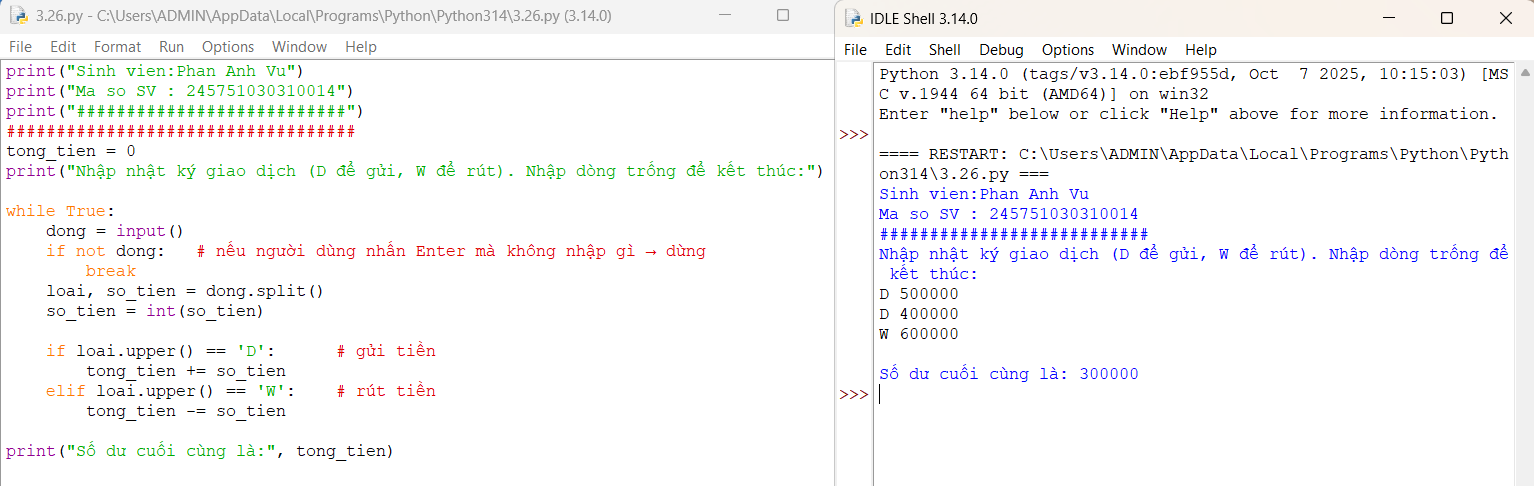 3.26.py - C:\Users\ADMIN\AppData\Local\Programs\Python\Python314\3.26.py (3.14.0)
File Edit Format Run Options Window Help
print("Sinh vien:Phan Anh Vu")
print("Ma so SV : 245751030310014")
print("###########################")
###################################
tong_tien = 0
print("Nhập nhật ký giao dịch (D để gửi, W để rút). Nhập dòng trống để kết thúc:")
while True:
    dong = input()
    if not dong:   # nếu người dùng nhấn Enter mà không nhập gì → dừng
        break
    loai, so_tien = dong.split()
    so_tien = int(so_tien)
    if loai.upper() == 'D':      # gửi tiền
        tong_tien += so_tien
    elif loai.upper() == 'W':    # rút tiền
        tong_tien -= so_tien
print("Số dư cuối cùng là:", tong_tien)
IDLE Shell 3.14.0
File Edit Shell Debug Options Window Help
Python 3.14.0 (tags/v3.14.0:ebf955d, Oct  7 2025, 10:15:03) [MS
C v.1944 64 bit (AMD64)] on win32
Enter "help" below or click "Help" above for more information.
>>>
==== RESTART: C:\Users\ADMIN\AppData\Local\Programs\Python\Pyth
on314\3.26.py ===
Sinh vien:Phan Anh Vu
Ma so SV : 245751030310014
###########################
Nhập nhật ký giao dịch (D để gửi, W để rút). Nhập dòng trống để
 kết thúc:
D 500000
D 400000
W 600000
Số dư cuối cùng là: 300000
>>>